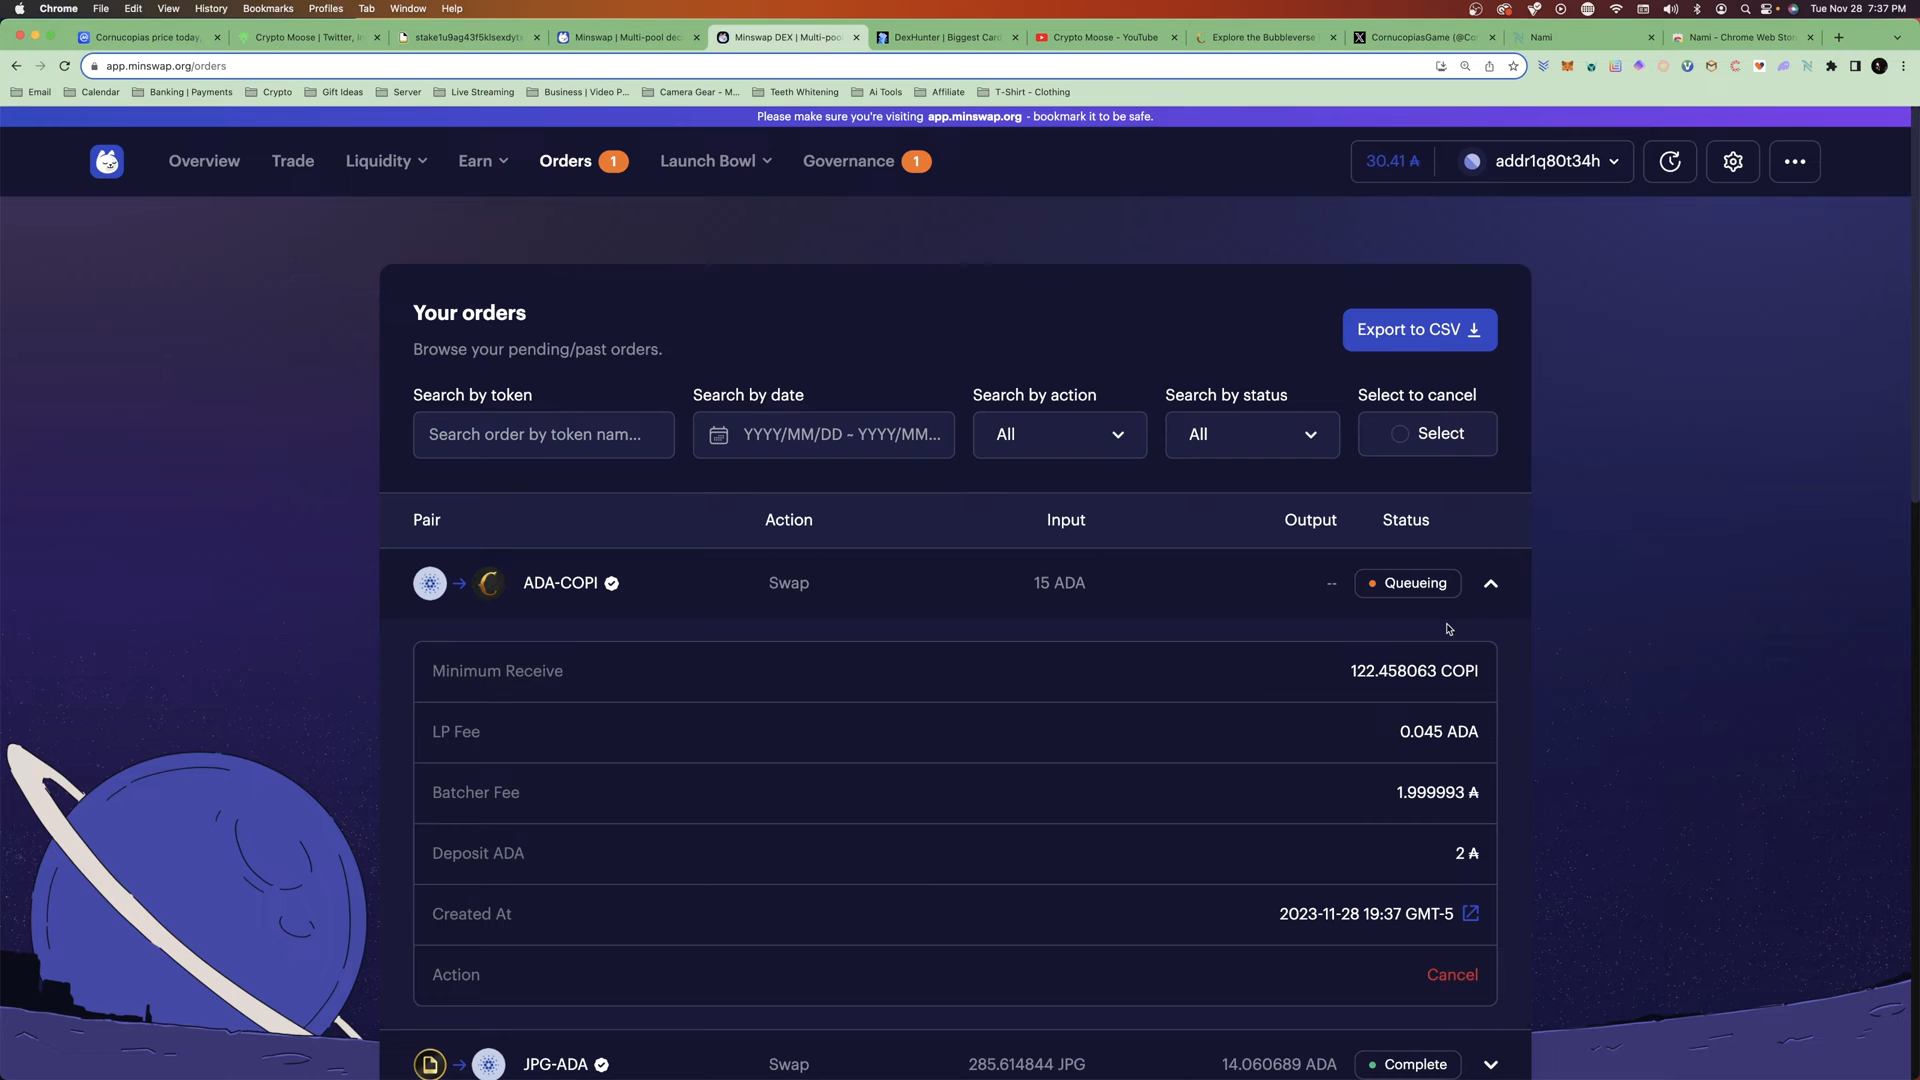 Chrome File Edit View History Bookmarks Profiles Tab Window Help Tue Nov 28 7:37 PM
Cornucopias price today, Crypto Moose | Twitter, In stake1u9ag43f5klsexdytx Minswap | Multi-pool dec Minswap DEX | Multi-poo DexHunter | Biggest Card Crypto Moose - YouTube Explore the Bubbleverse CornucopiasGame (@Co Nami Nami - Chrome Web Stor
app.minswap.org/orders
Email Calendar Banking | Payments Crypto Gift Ideas Server Live Streaming Business | Video P... Camera Gear - M... Teeth Whitening Ai Tools Affiliate T-Shirt - Clothing
Please make sure you're visiting app.minswap.org - bookmark it to be safe.
Overview Trade Liquidity Earn Orders 1 Launch Bowl Governance 1 30.41 ₳ addr1q80t34h
Your orders
Export to CSV
Browse your pending/past orders.
Search by token Search by date Search by action Search by status Select to cancel
Search order by token nam... YYYY/MM/DD ~ YYYY/MM... All All Select
Pair Action Input Output Status
ADA-COPI Swap 15 ADA -- Queueing
Minimum Receive 122.458063 COPI
LP Fee 0.045 ADA
Batcher Fee 1.999993 ₳
Deposit ADA 2 ₳
Created At 2023-11-28 19:37 GMT-5
Action Cancel
JPG-ADA Swap 285.614844 JPG 14.060689 ADA Complete